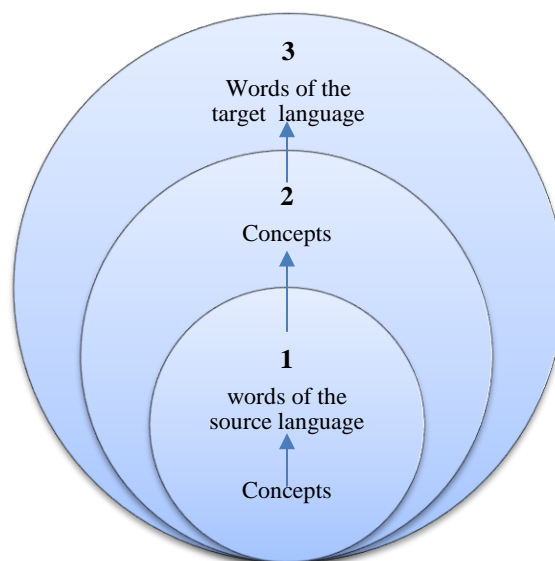 3
Words of the
target language
2
Concepts
1
words of the
source language
Concepts